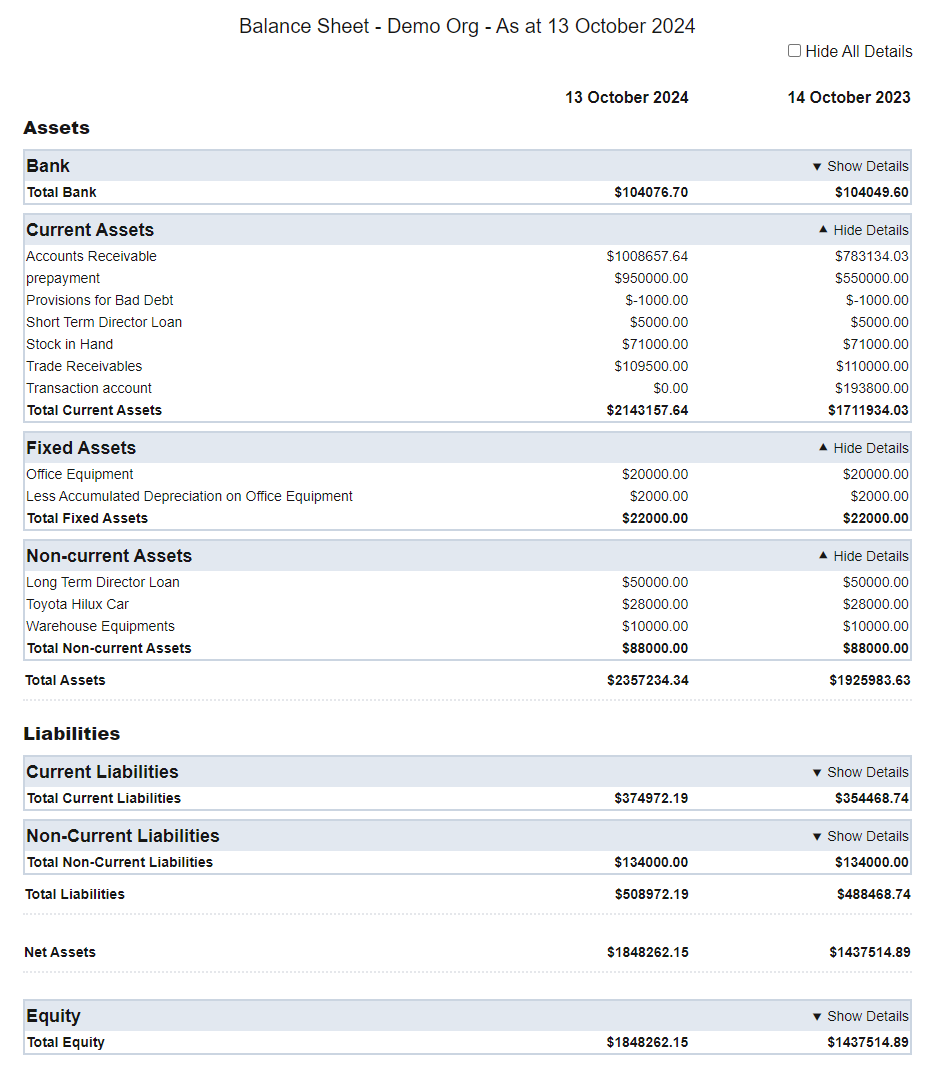 Balance Sheet - Demo Org - As at 13 October 2024
Hide All Details
13 October 2024 14 October 2023
Assets
Bank ▼ Show Details
Total Bank $104076.70 $104049.60
Current Assets ▲ Hide Details
Accounts Receivable $1008657.64 $783134.03
prepayment $950000.00 $550000.00
Provisions for Bad Debt $-1000.00 $-1000.00
Short Term Director Loan $5000.00 $5000.00
Stock in Hand $71000.00 $71000.00
Trade Receivables $109500.00 $110000.00
Transaction account $0.00 $193800.00
Total Current Assets $2143157.64 $1711934.03
Fixed Assets ▲ Hide Details
Office Equipment $20000.00 $20000.00
Less Accumulated Depreciation on Office Equipment $2000.00 $2000.00
Total Fixed Assets $22000.00 $22000.00
Non-current Assets ▲ Hide Details
Long Term Director Loan $50000.00 $50000.00
Toyota Hilux Car $28000.00 $28000.00
Warehouse Equipments $10000.00 $10000.00
Total Non-current Assets $88000.00 $88000.00
Total Assets $2357234.34 $1925983.63
Liabilities
Current Liabilities ▼ Show Details
Total Current Liabilities $374972.19 $354468.74
Non-Current Liabilities ▼ Show Details
Total Non-Current Liabilities $134000.00 $134000.00
Total Liabilities $508972.19 $488468.74
Net Assets $1848262.15 $1437514.89
Equity ▼ Show Details
Total Equity $1848262.15 $1437514.89